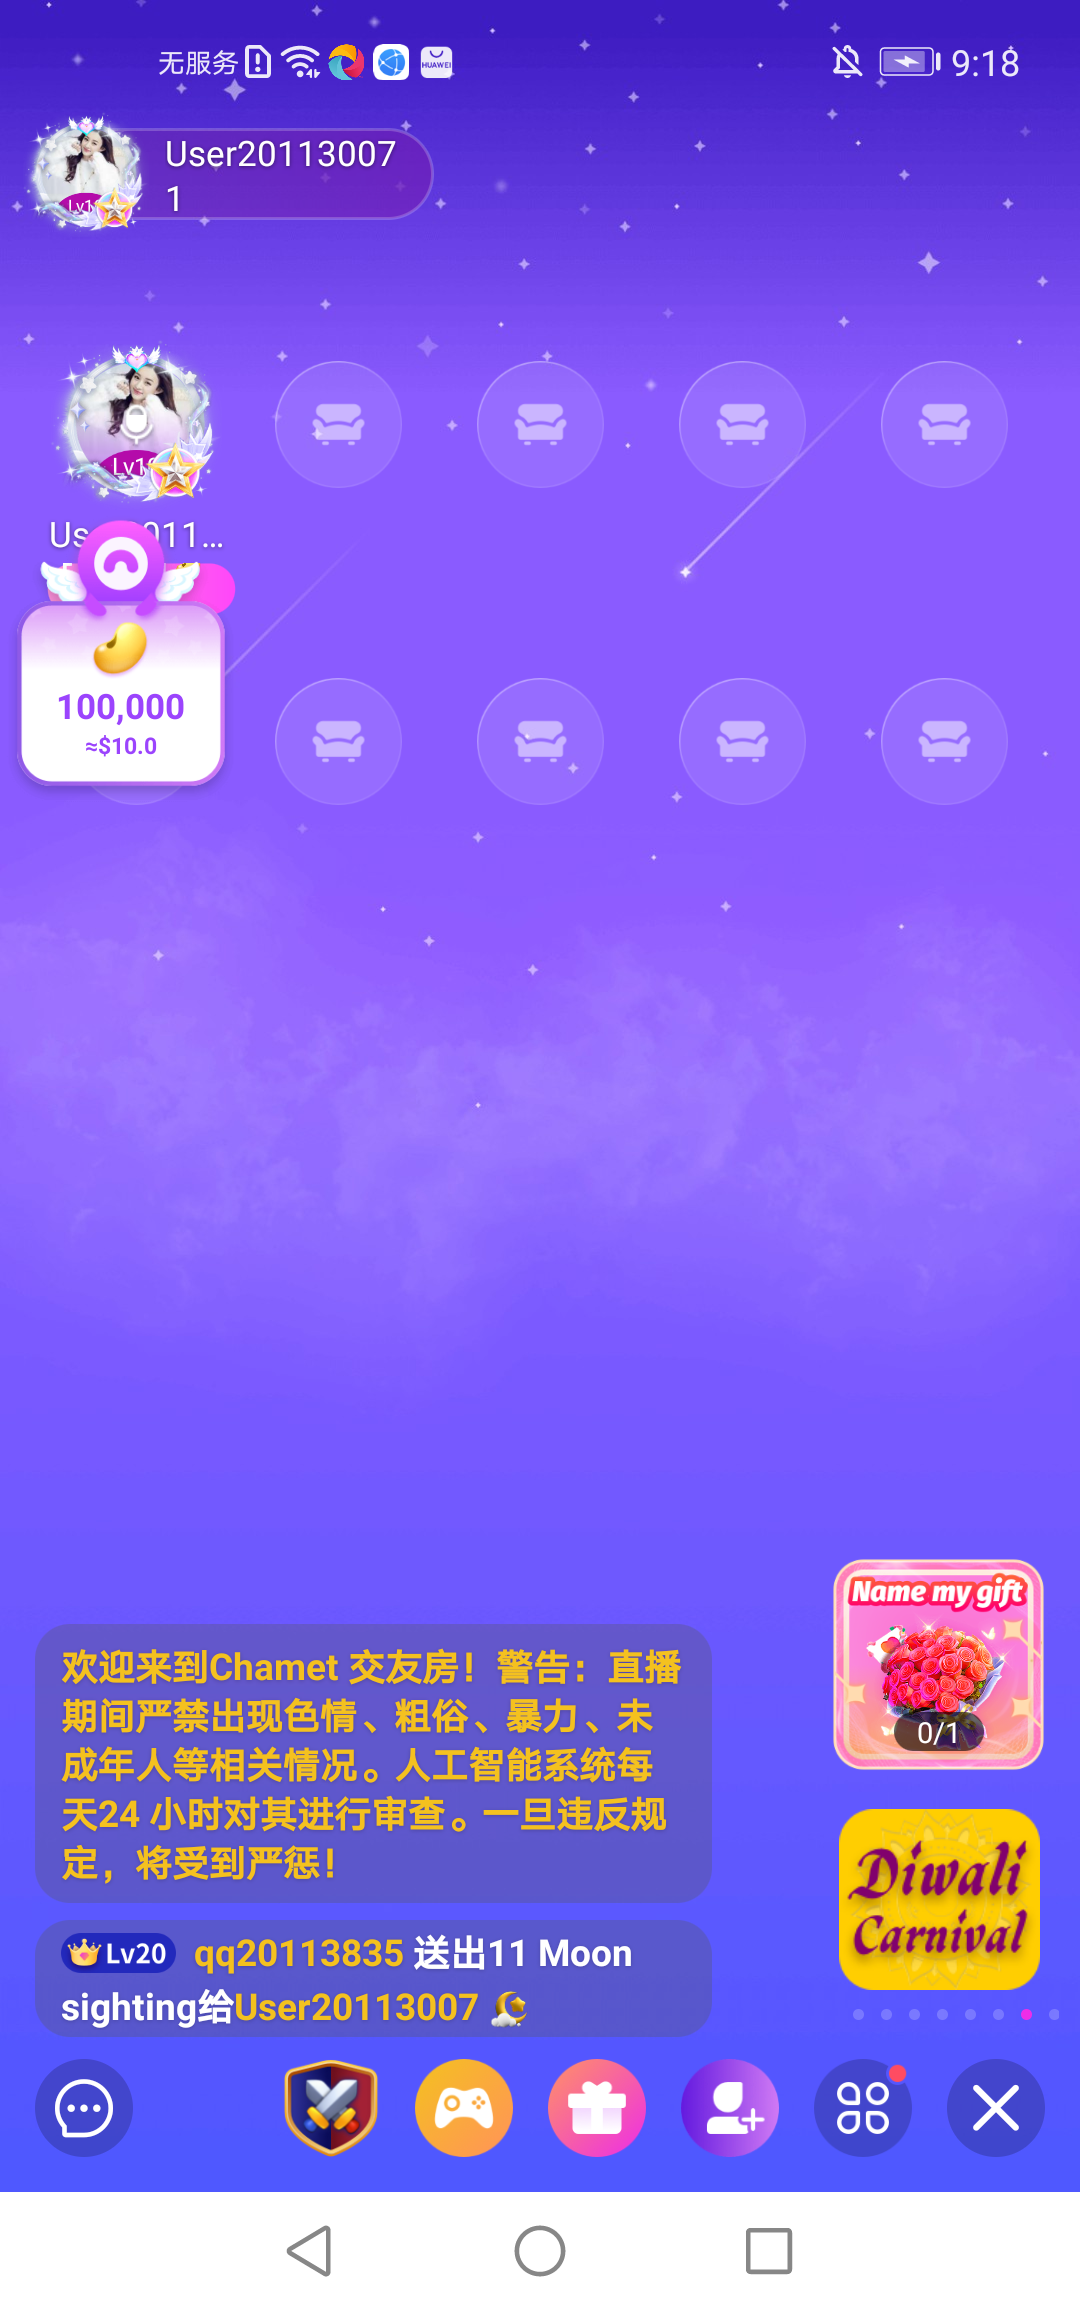 无服务
HUAWEI
9:18
User20113007
1
Us
011...
100,000
≈$10.0
Name my gift
0/1
欢迎来到Chamet 交友房！警告：直播
期间严禁出现色情、粗俗、暴力、未
成年人等相关情况。人工智能系统每
天24 小时对其进行审查。一旦违反规
定，将受到严惩！
Diwali
Carnival
Lv20 qq20113835 送出11 Moon
sighting给User20113007